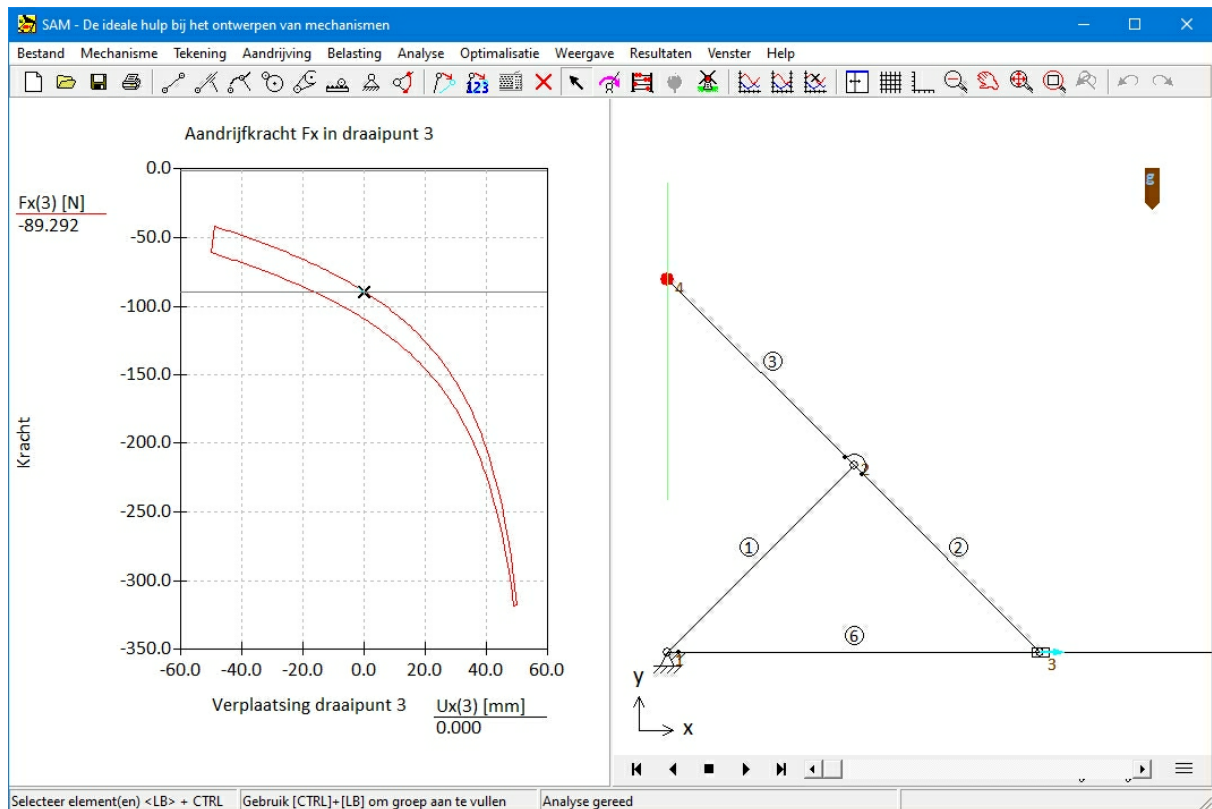 SAM - De ideale hulp bij het ontwerpen van mechanismen
Bestand Mechanisme Tekening Aandrijving Belasting Analyse Optimalisatie Weergave Resultaten Venster Help
123
Aandrijfkracht Fx in draaipunt 3
Fx(3) [N]
-89.292
Kracht
0.0
-50.0
-100.0
-150.0
-200.0
-250.0
-300.0
-350.0
-60.0 -40.0 -20.0 0.0 20.0 40.0 60.0
Verplaatsing draaipunt 3
Ux(3) [mm]
0.000
g
4
3
2
1
2
6
1
3
y
x
Selecteer element(en) <LB> + CTRL
Gebruik [CTRL]+[LB] om groep aan te vullen
Analyse gereed